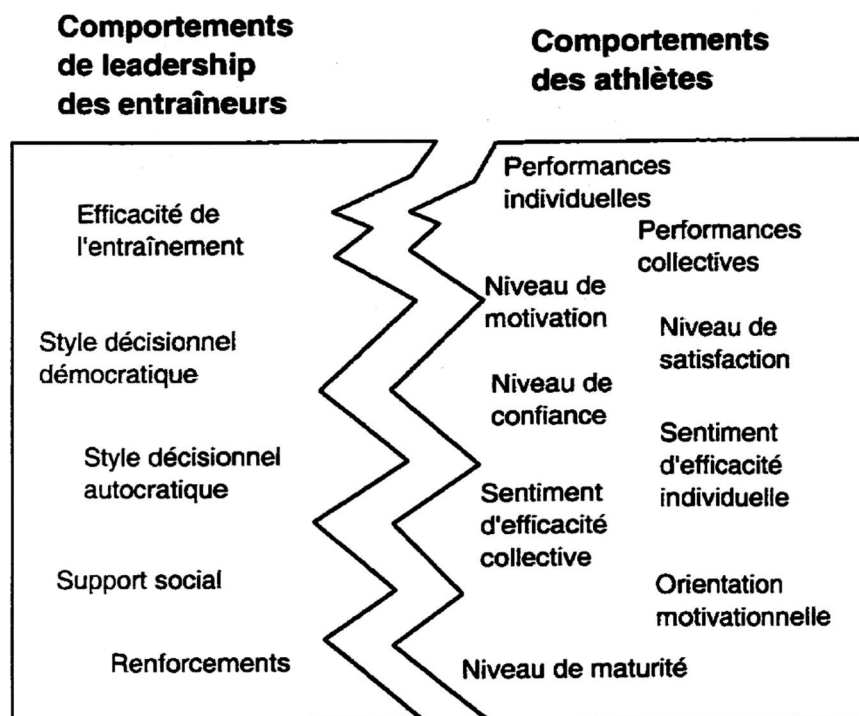 Comportements
de leadership
des entraîneurs
Comportements
des athlètes
Efficacité de
l'entraînement
Style décisionnel
démocratique
Style décisionnel
autocratique
Support social
Renforcements
Performances
individuelles
Performances
collectives
Niveau de
motivation
Niveau de
satisfaction
Niveau de
confiance
Sentiment
d'efficacité
individuelle
Sentiment
d'efficacité
collective
Orientation
motivationnelle
Niveau de maturité